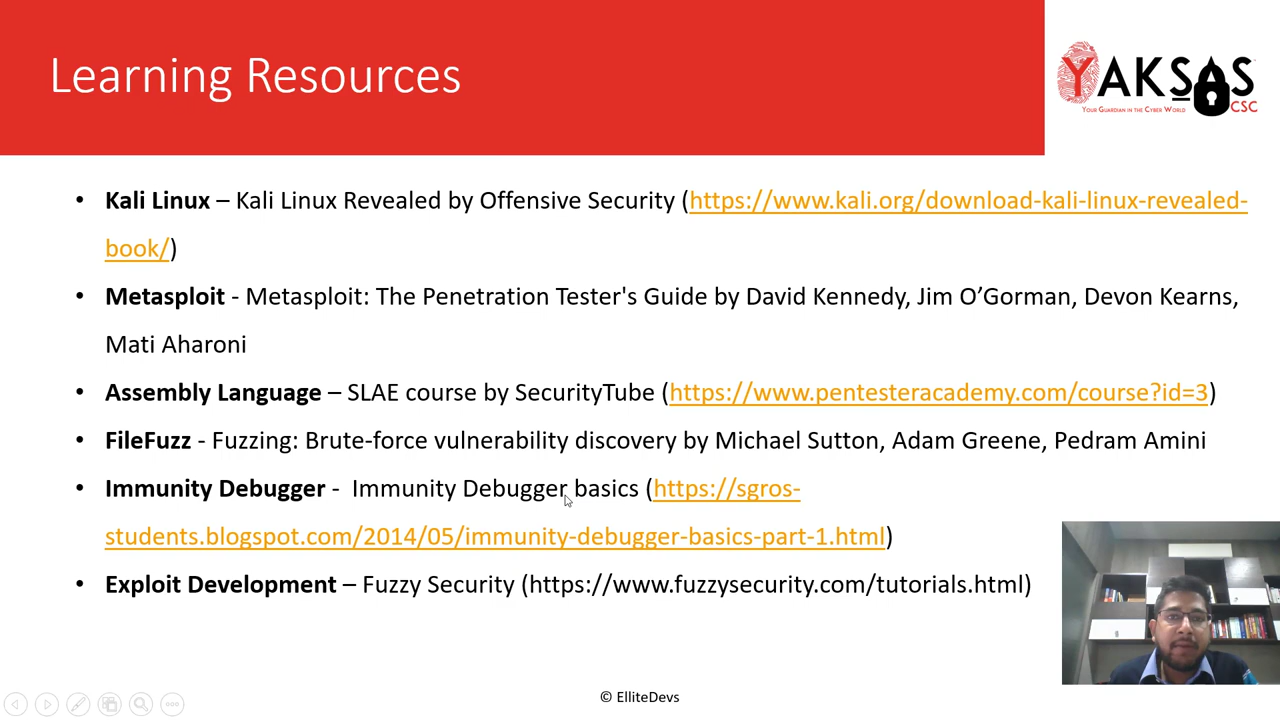 Learning Resources
YAKSAS
CSC
YOUR GUARDIAN IN THE CYBER WORLD
• Kali Linux – Kali Linux Revealed by Offensive Security (https://www.kali.org/download-kali-linux-revealed-
book/)
• Metasploit - Metasploit: The Penetration Tester's Guide by David Kennedy, Jim O’Gorman, Devon Kearns,
Mati Aharoni
• Assembly Language – SLAE course by SecurityTube (https://www.pentesteracademy.com/course?id=3)
• FileFuzz - Fuzzing: Brute-force vulnerability discovery by Michael Sutton, Adam Greene, Pedram Amini
• Immunity Debugger - Immunity Debugger basics (https://sgros-
students.blogspot.com/2014/05/immunity-debugger-basics-part-1.html)
• Exploit Development – Fuzzy Security (https://www.fuzzysecurity.com/tutorials.html)
© ElliteDevs